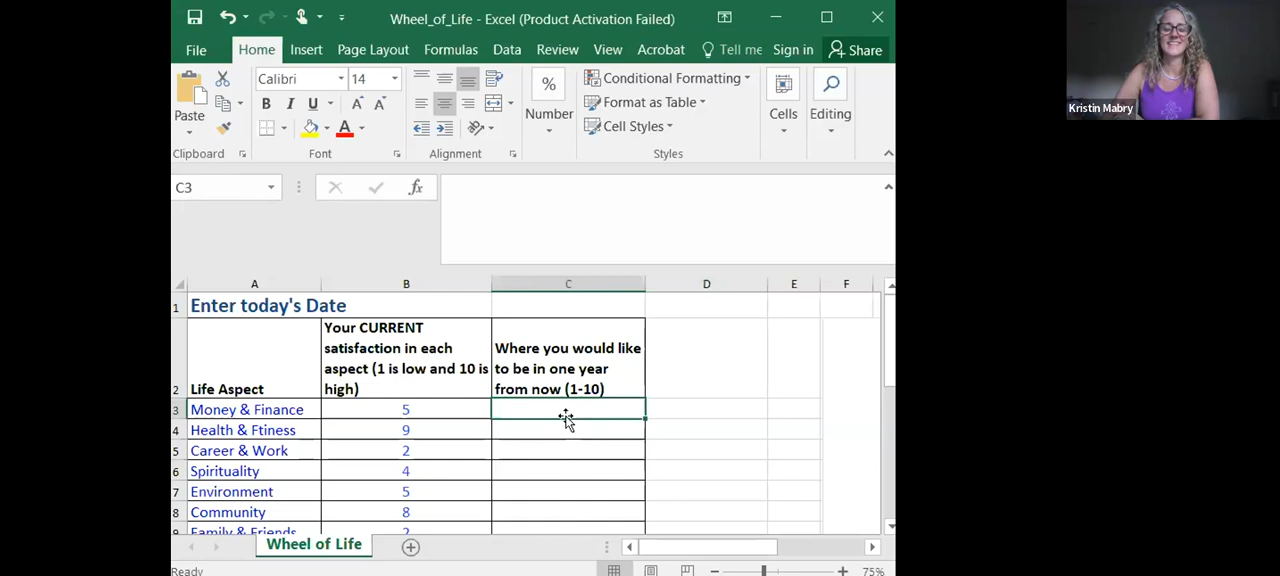 Wheel_of_Life - Excel (Product Activation Failed)
File Home Insert Page Layout Formulas Data Review View Acrobat Tell me Sign in Share
Calibri 14
Paste
B I U A A
A
%
Number
Conditional Formatting
Format as Table
Cell Styles
Cells
Editing
Clipboard Font Alignment Styles
C3 fx
A B C D E F
1 Enter today's Date
2 Life Aspect
Your CURRENT
satisfaction in each
aspect (1 is low and 10 is
high)
Where you would like
to be in one year
from now (1-10)
3 Money & Finance 5
4 Health & Ftiness 9
5 Career & Work 2
6 Spirituality 4
7 Environment 5
8 Community 8
9 Family & Friends 2
Wheel of Life
Ready 75%
Kristin Mabry